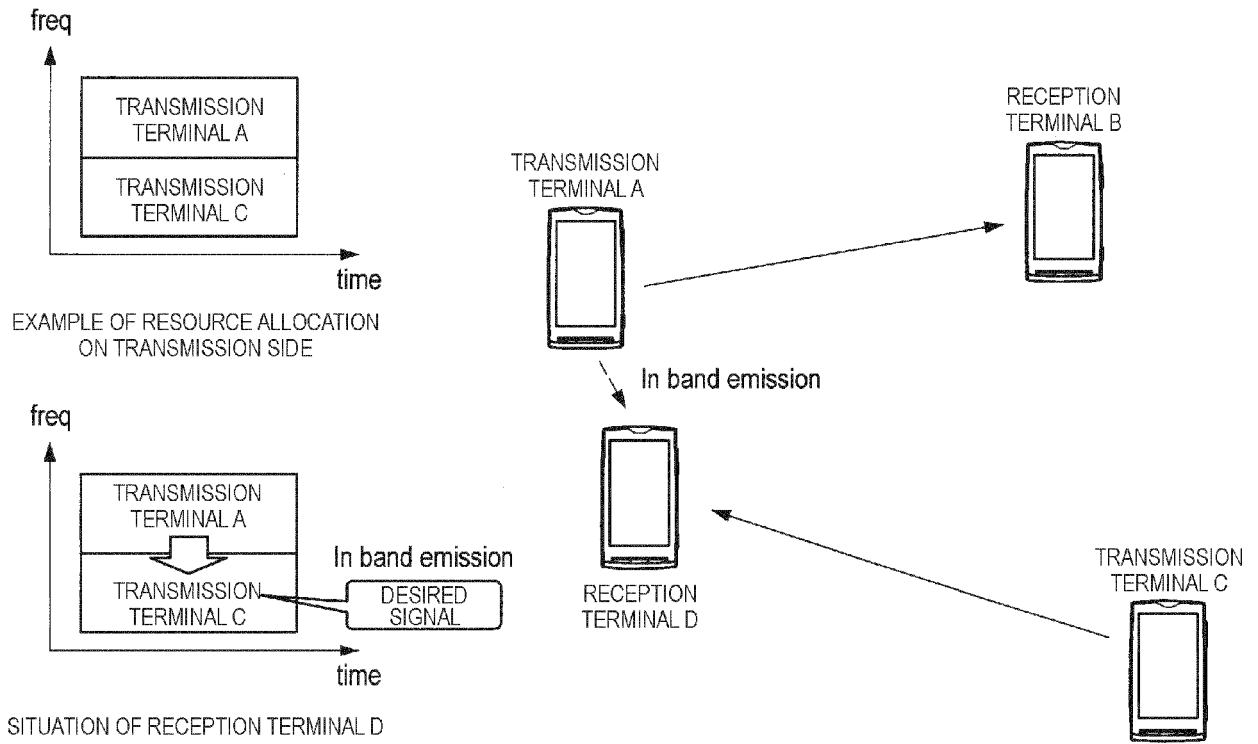 freq
TRANSMISSION
TERMINAL A
TRANSMISSION
TERMINAL C
time
EXAMPLE OF RESOURCE ALLOCATION
ON TRANSMISSION SIDE
TRANSMISSION
TERMINAL A
RECEPTION
TERMINAL B
In band emission
freq
TRANSMISSION
TERMINAL A
TRANSMISSION
TERMINAL C
In band emission
DESIRED
SIGNAL
time
SITUATION OF RECEPTION TERMINAL D
RECEPTION
TERMINAL D
TRANSMISSION
TERMINAL C